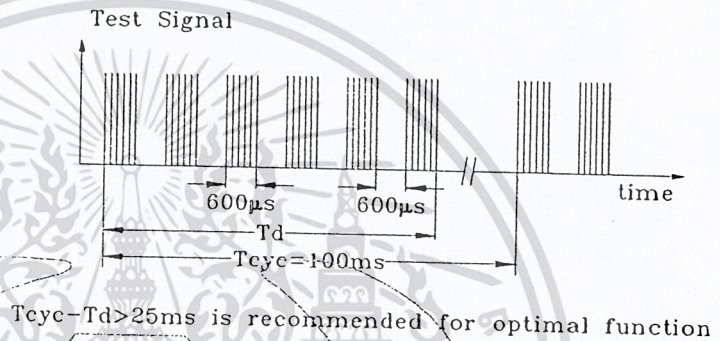 Test Signal
time
600µs 600µs
Td
Tcyc=100ms
Tcyc-Td>25ms is recommended for optimal function